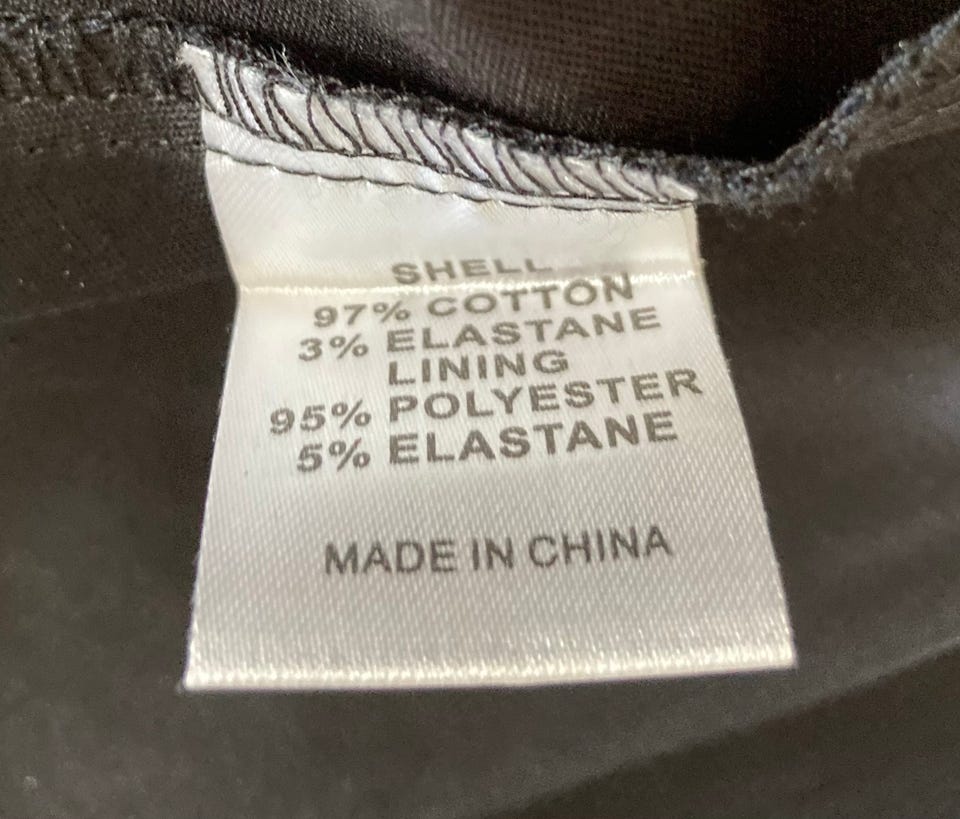 SHELL
97% COTTON
3% ELASTANE
LINING
95% POLYESTER
5% ELASTANE
MADE IN CHINA